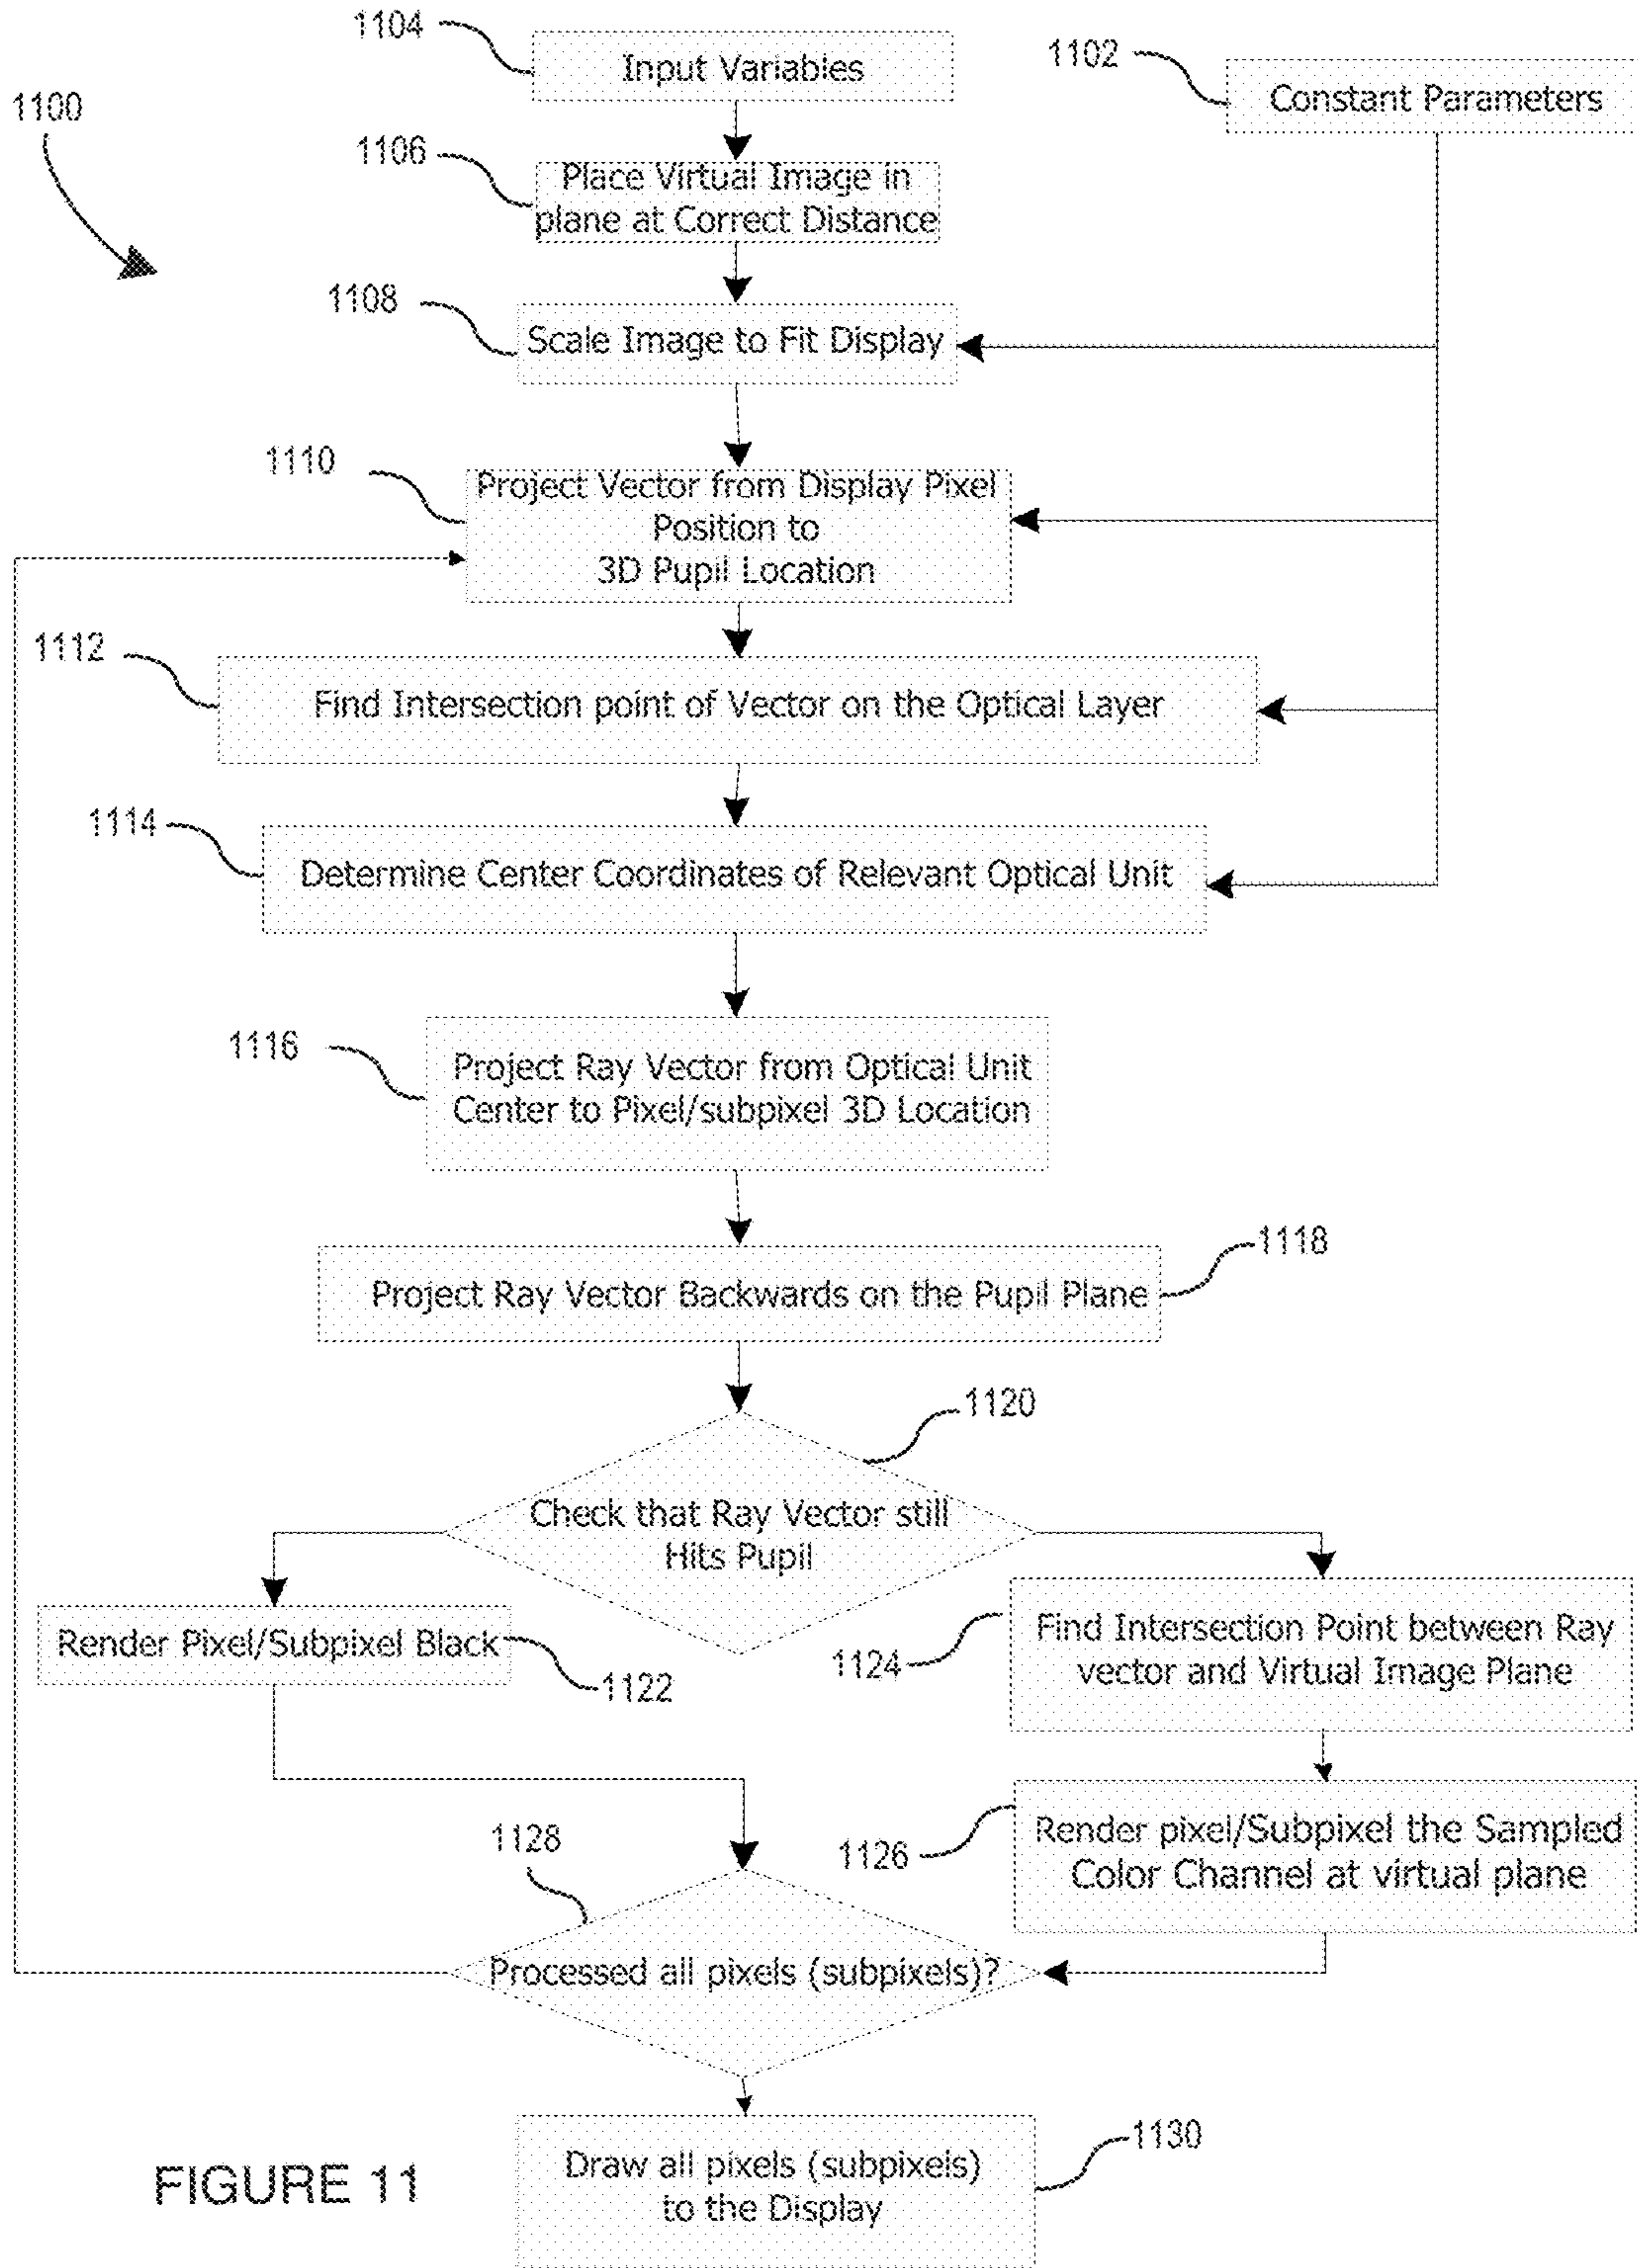 1104
Input Variables
1102
Constant Parameters
1100
1106
Place Virtual Image in
plane at Correct Distance
1108
Scale Image to Fit Display
1110
Project Vector from Display Pixel
Position to
3D Pupil Location
1112
Find Intersection point of Vector on the Optical Layer
1114
Determine Center Coordinates of Relevant Optical Unit
1116
Project Ray Vector from Optical Unit
Center to Pixel/subpixel 3D Location
1118
Project Ray Vector Backwards on the Pupil Plane
1120
Check that Ray Vector still
Hits Pupil
Render Pixel/Subpixel Black
1122
1124
Find Intersection Point between Ray
vector and Virtual Image Plane
1126
Render pixel/Subpixel the Sampled
Color Channel at virtual plane
1128
Processed all pixels (subpixels)?
1130
Draw all pixels (subpixels)
to the Display
FIGURE 11